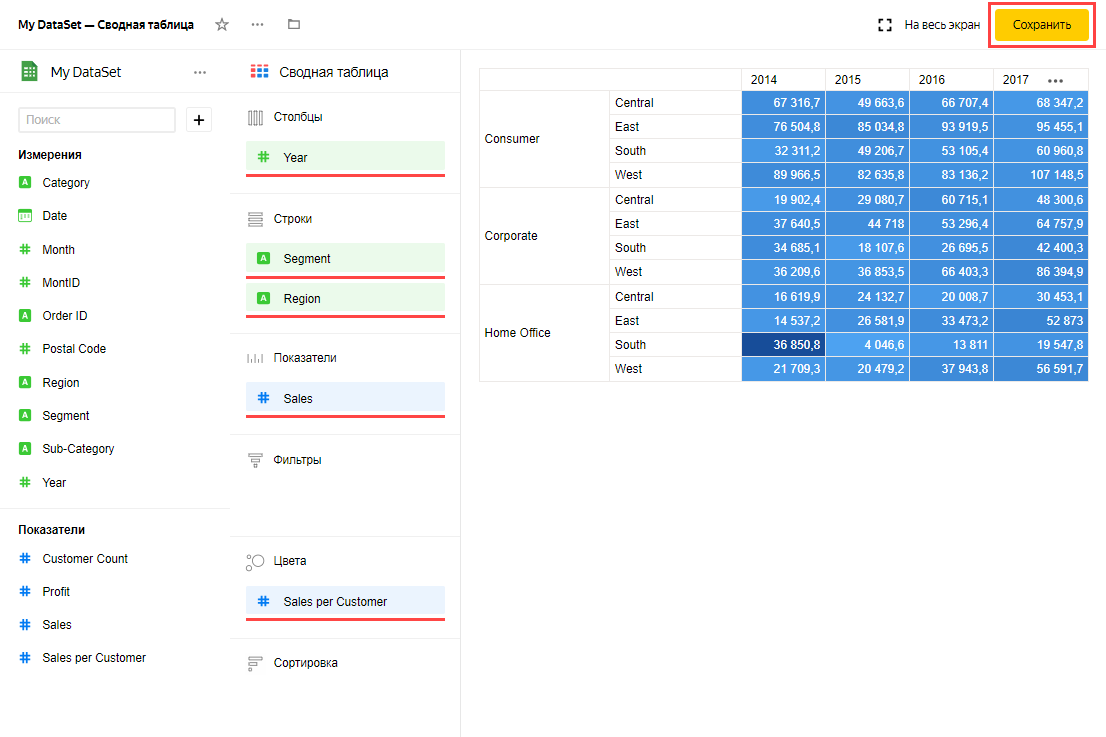 My DataSet — Сводная таблица
На весь экран
Сохранить
My DataSet
Поиск
Измерения
Category
Date
Month
MontID
Order ID
Postal Code
Region
Segment
Sub-Category
Year
Показатели
Customer Count
Profit
Sales
Sales per Customer
Сводная таблица
Столбцы
Year
Строки
Segment
Region
Показатели
Sales
Фильтры
Цвета
Sales per Customer
Сортировка
2014 2015 2016 2017
Consumer
Central 67 316,7 49 663,6 66 707,4 68 347,2
East 76 504,8 85 034,8 93 919,5 95 455,1
South 32 311,2 49 206,7 53 105,4 60 960,8
West 89 966,5 82 635,8 83 136,2 107 148,5
Corporate
Central 19 902,4 29 080,7 60 715,1 48 300,6
East 37 640,5 44 718 53 296,4 64 757,9
South 34 685,1 18 107,6 26 695,5 42 400,3
West 36 209,6 36 853,5 66 403,3 86 394,9
Home Office
Central 16 619,9 24 132,7 20 008,7 30 453,1
East 14 537,2 26 581,9 33 473,2 52 873
South 36 850,8 4 046,6 13 811 19 547,8
West 21 709,3 20 479,2 37 943,8 56 591,7